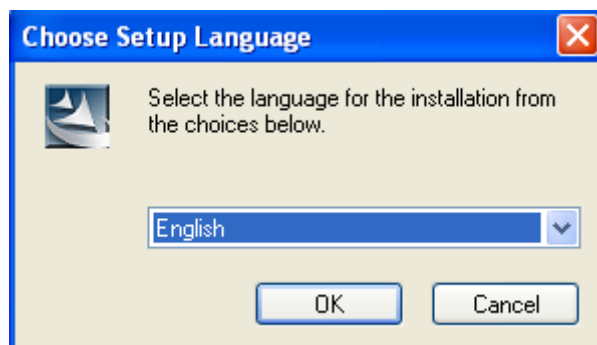 Choose Setup Language
Select the language for the installation from
the choices below.
English
OK
Cancel